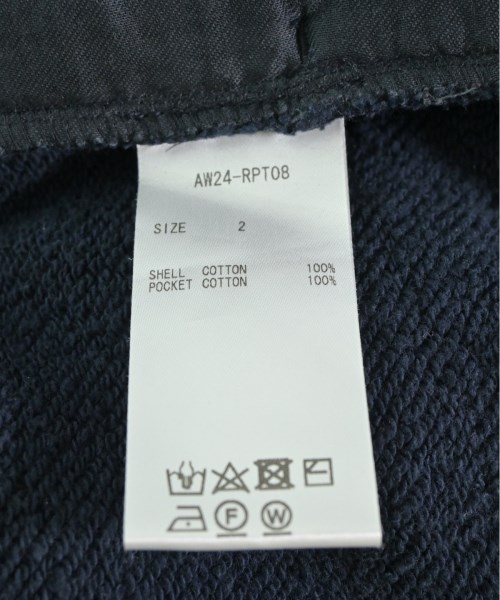 AW24-RPT08
SIZE 2
SHELL COTTON 100%
POCKET COTTON 100%
F W